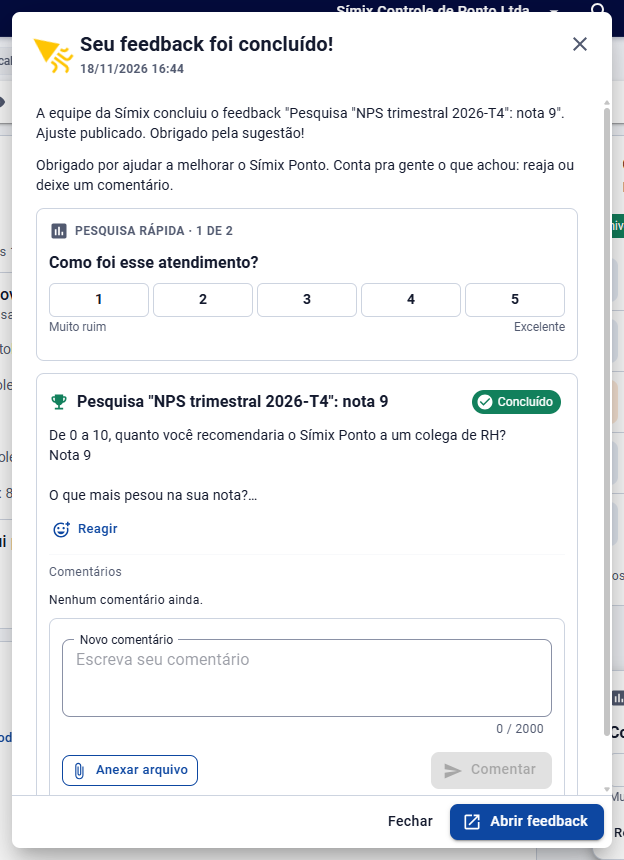 Símix Controle de Ponto Ltda
Seu feedback foi concluído!
18/11/2026 16:44
A equipe da Símix concluiu o feedback "Pesquisa "NPS trimestral 2026-T4": nota 9".
Ajuste publicado. Obrigado pela sugestão!
Obrigado por ajudar a melhorar o Símix Ponto. Conta pra gente o que achou: reaja ou
deixe um comentário.
PESQUISA RÁPIDA · 1 DE 2
Como foi esse atendimento?
1 2 3 4 5
Muito ruim Excelente
Pesquisa "NPS trimestral 2026-T4": nota 9 Concluído
De 0 a 10, quanto você recomendaria o Símix Ponto a um colega de RH?
Nota 9
O que mais pesou na sua nota?…
Reagir
Comentários
Nenhum comentário ainda.
Novo comentário
Escreva seu comentário
0 / 2000
Anexar arquivo Comentar
Fechar Abrir feedback